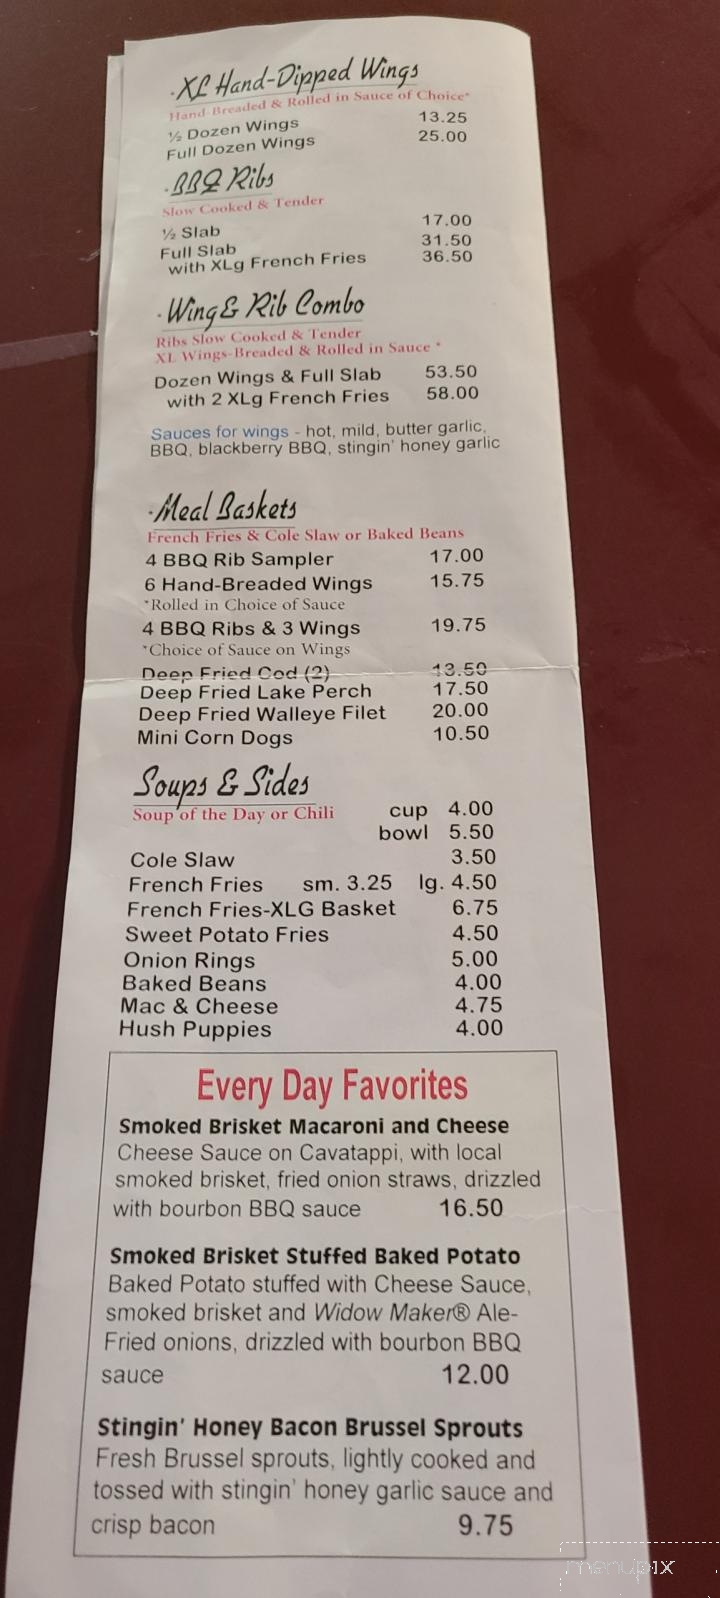 ·XL Hand-Dipped Wings
Hand-Breaded & Rolled in Sauce of Choice*
½ Dozen Wings 13.25
Full Dozen Wings 25.00
·BBQ Ribs
Slow Cooked & Tender
½ Slab 17.00
Full Slab 31.50
with XLg French Fries 36.50
·Wing & Rib Combo
Ribs Slow Cooked & Tender
XL Wings-Breaded & Rolled in Sauce *
Dozen Wings & Full Slab 53.50
with 2 XLg French Fries 58.00
Sauces for wings - hot, mild, butter garlic,
BBQ, blackberry BBQ, stingin' honey garlic
·Meal Baskets
French Fries & Cole Slaw or Baked Beans
4 BBQ Rib Sampler 17.00
6 Hand-Breaded Wings 15.75
*Rolled in Choice of Sauce
4 BBQ Ribs & 3 Wings 19.75
*Choice of Sauce on Wings
Deep Fried Cod (2) 13.50
Deep Fried Lake Perch 17.50
Deep Fried Walleye Filet 20.00
Mini Corn Dogs 10.50
Soups & Sides
Soup of the Day or Chili cup 4.00
bowl 5.50
Cole Slaw 3.50
French Fries sm. 3.25 lg. 4.50
French Fries-XLG Basket 6.75
Sweet Potato Fries 4.50
Onion Rings 5.00
Baked Beans 4.00
Mac & Cheese 4.75
Hush Puppies 4.00
Every Day Favorites
Smoked Brisket Macaroni and Cheese
Cheese Sauce on Cavatappi, with local
smoked brisket, fried onion straws, drizzled
with bourbon BBQ sauce 16.50
Smoked Brisket Stuffed Baked Potato
Baked Potato stuffed with Cheese Sauce,
smoked brisket and Widow Maker® Ale-
Fried onions, drizzled with bourbon BBQ
sauce 12.00
Stingin' Honey Bacon Brussel Sprouts
Fresh Brussel sprouts, lightly cooked and
tossed with stingin' honey garlic sauce and
crisp bacon 9.75
menupix